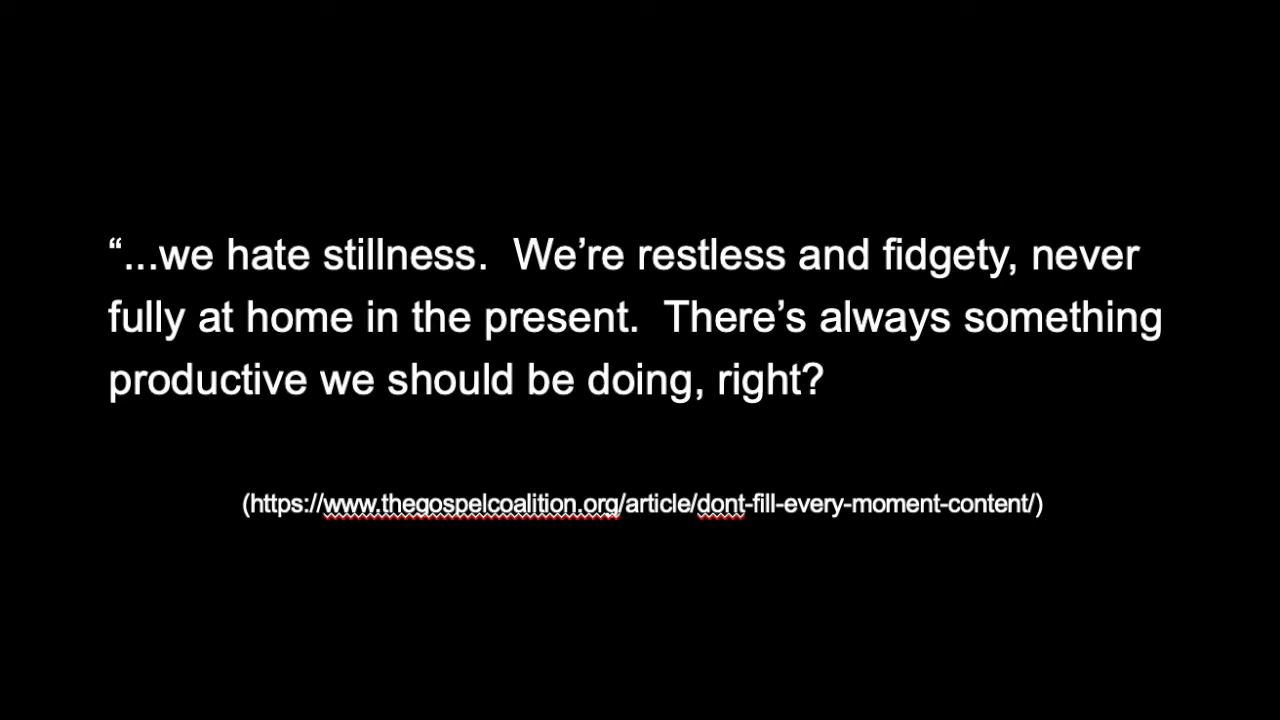 “...we hate stillness.  We’re restless and fidgety, never
fully at home in the present.  There’s always something
productive we should be doing, right?
(https://www.thegospelcoalition.org/article/dont-fill-every-moment-content/)